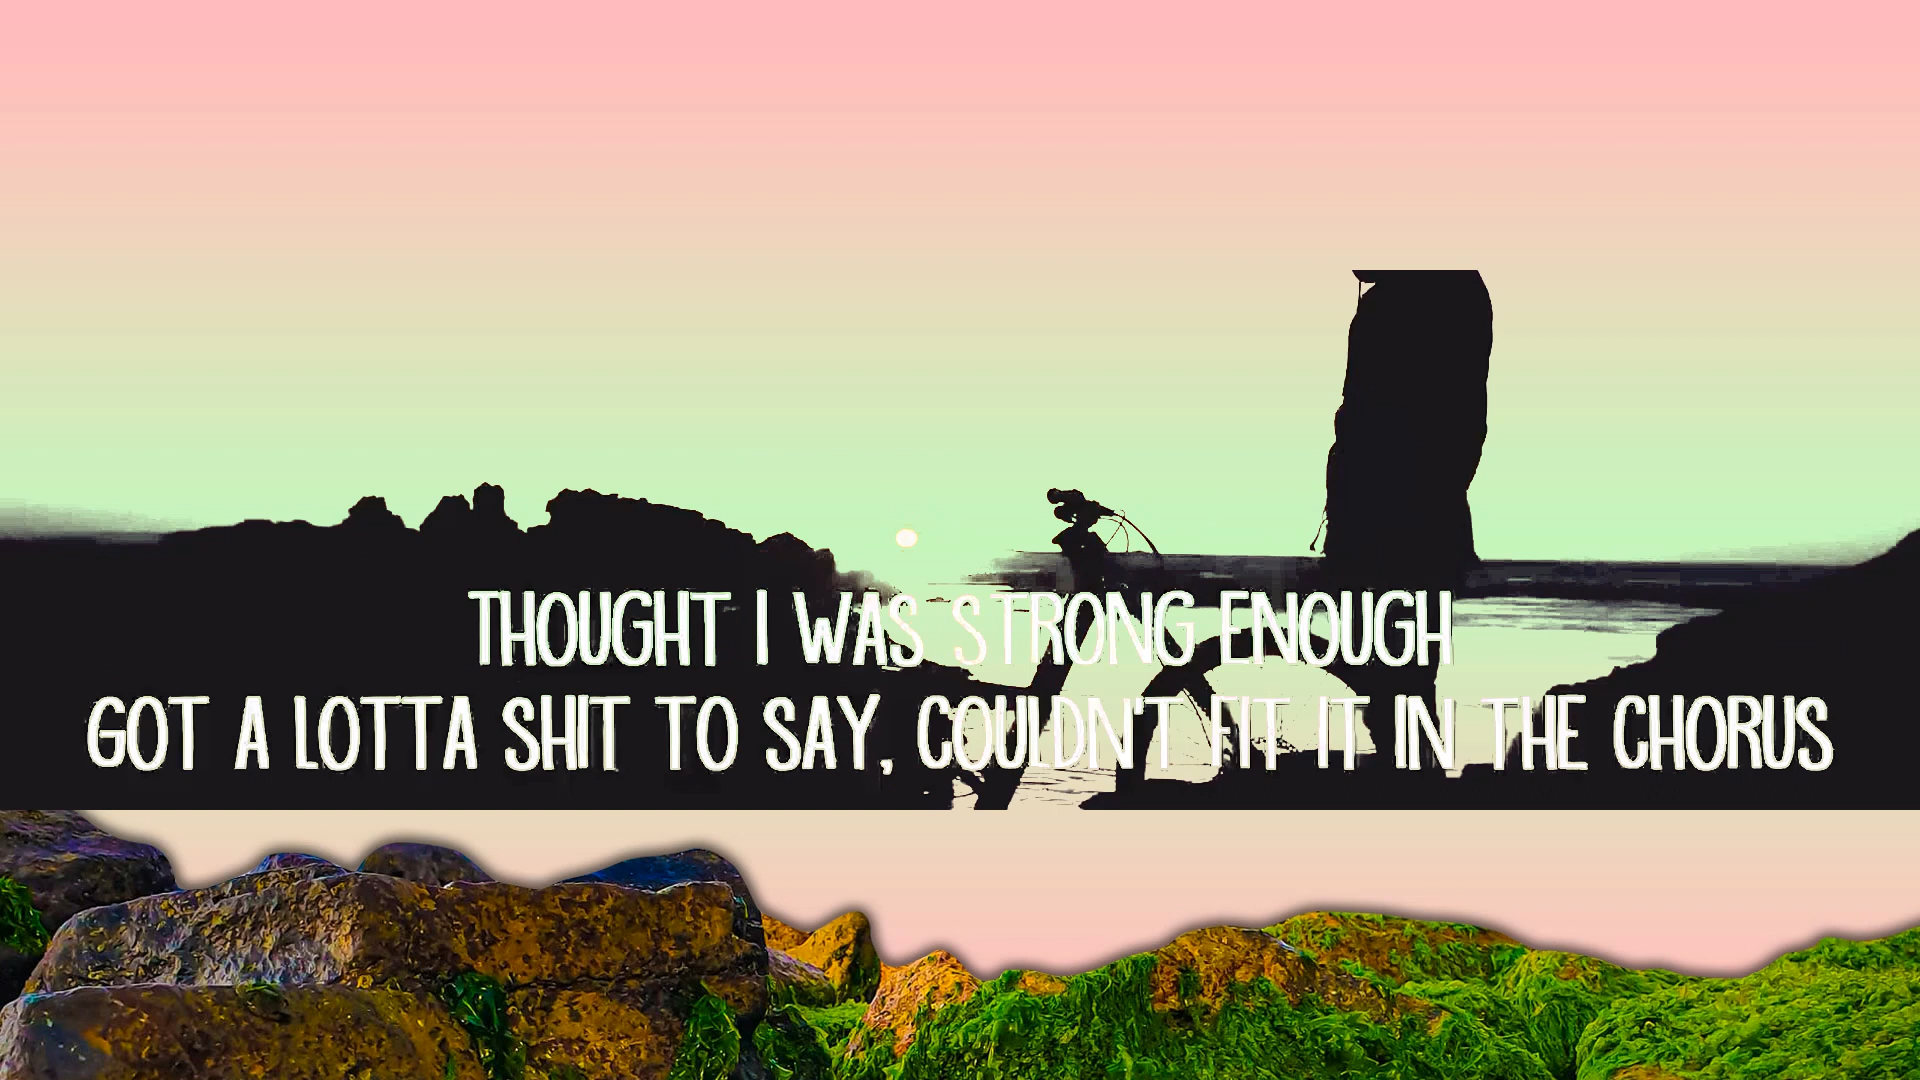 THOUGHT I WAS STRONG ENOUGH
GOT A LOTTA SHIT TO SAY, COULDN'T FIT IT IN THE CHORUS